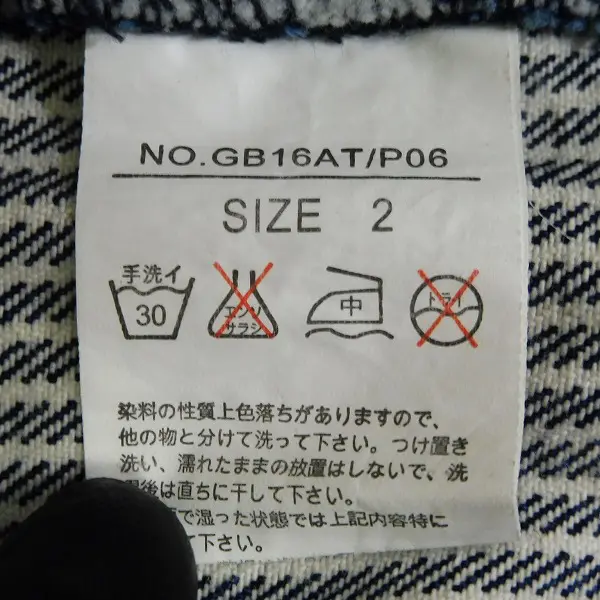 NO.GB16AT/P06
SIZE 2
手洗イ
30
エンソ
サラシ
中
ドライ
染料の性質上色落ちがありますので、
他の物と分けて洗って下さい。つけ置き
洗い、濡れたままの放置はしないで、洗
後は直ちに干して下さい。
で湿った状態では上記内容特に
て下さい。